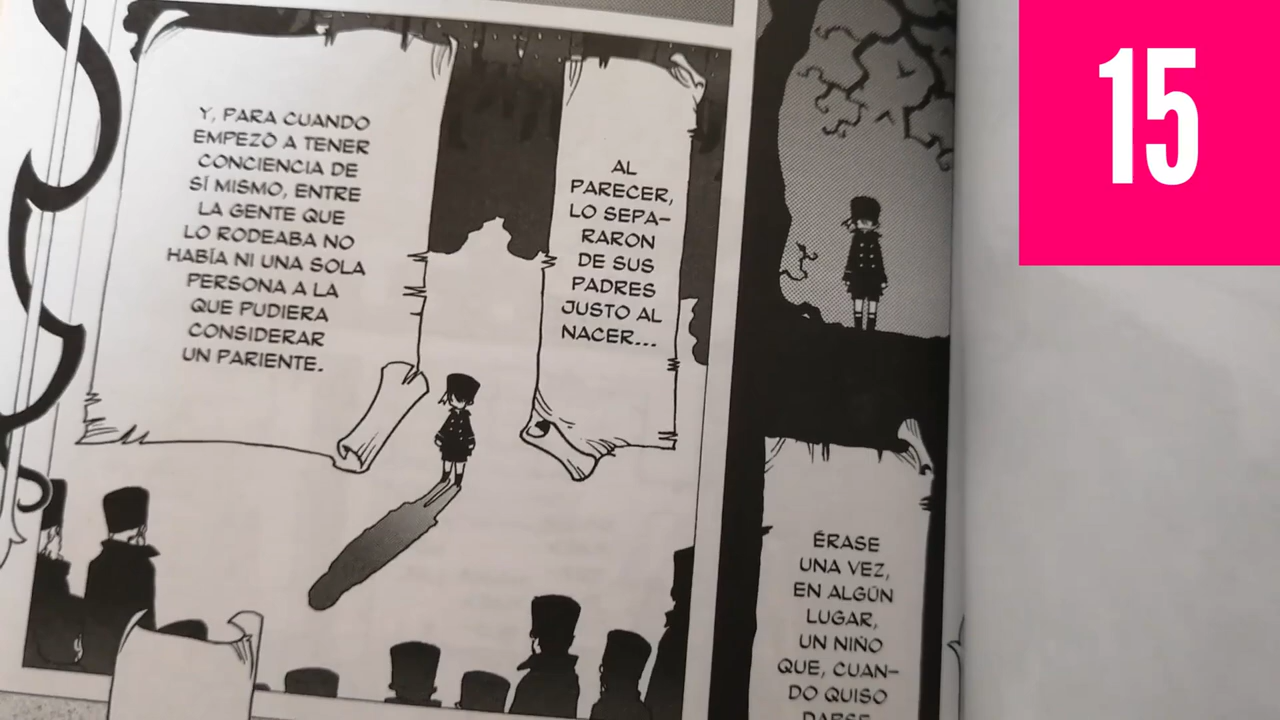 15
ÉRASE
UNA VEZ,
EN ALGÚN
LUGAR,
UN NIÑO
QUE, CUAN-
DO QUISO
DARSE
AL
PARECER,
LO SEPA-
RARON
DE SUS
PADRES
JUSTO AL
NACER...
Y, PARA CUANDO
EMPEZÓ A TENER
CONCIENCIA DE
SÍ MISMO, ENTRE
LA GENTE QUE
LO RODEABA NO
HABÍA NI UNA SOLA
PERSONA A LA
QUE PUDIERA
CONSIDERAR
UN PARIENTE.